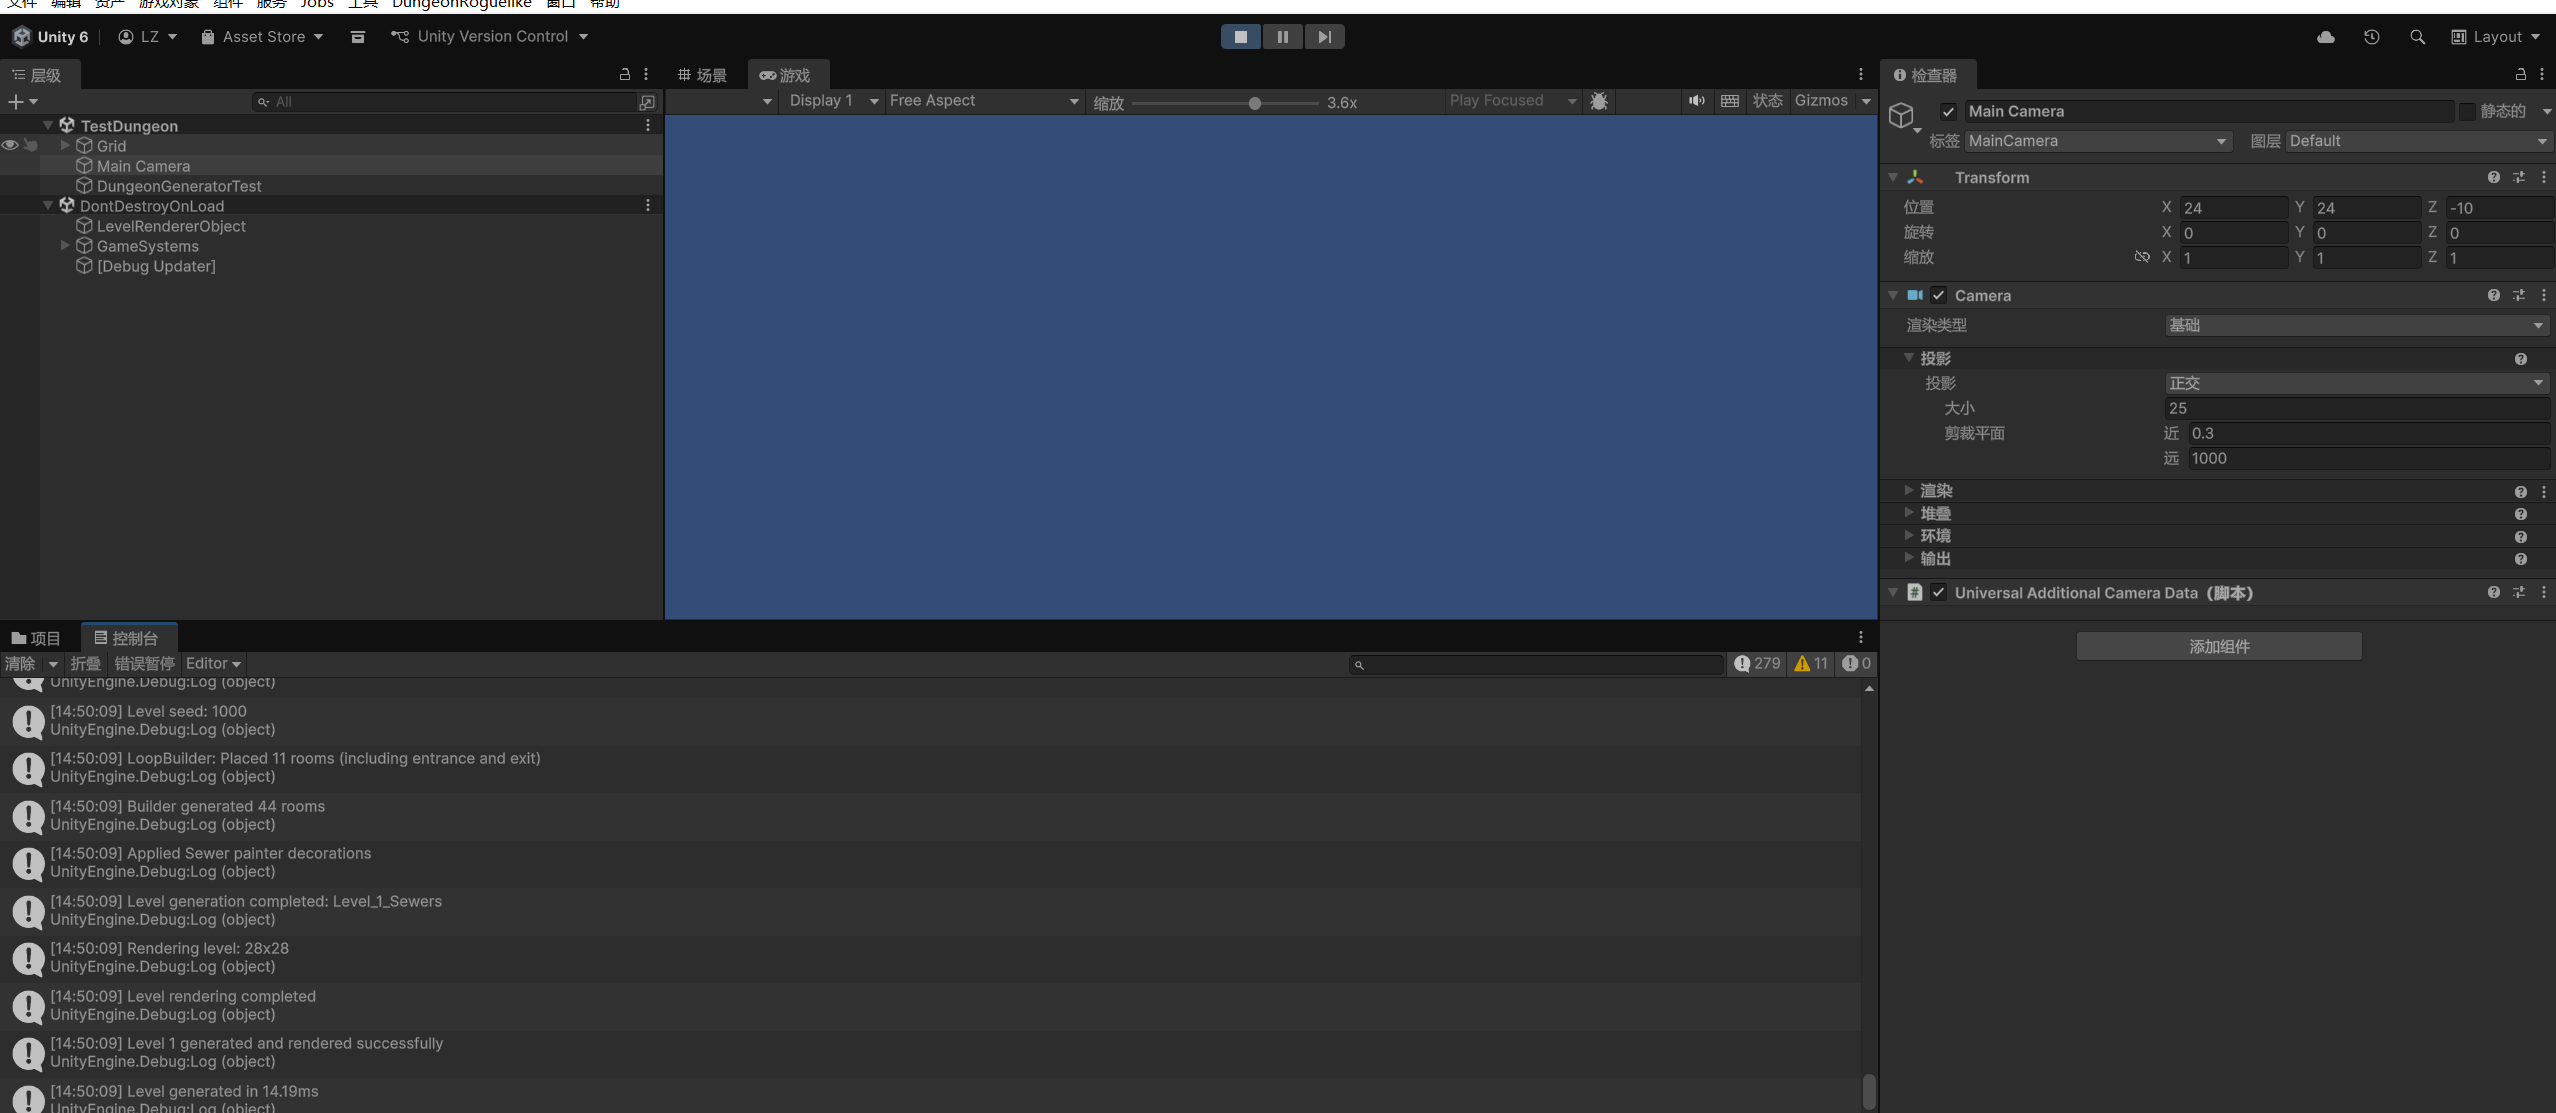 文件 编辑 资产 游戏对象 组件 服务 Jobs 工具 DungeonRoguelike 窗口 帮助
Unity 6 LZ Asset Store Unity Version Control Layout
层级
All
TestDungeon
Grid
Main Camera
DungeonGeneratorTest
DontDestroyOnLoad
LevelRendererObject
GameSystems
[Debug Updater]
场景 游戏
Display 1 Free Aspect 缩放 3.6x Play Focused 状态 Gizmos
检查器
Main Camera 静态的
标签 MainCamera 图层 Default
Transform
位置 X 24 Y 24 Z -10
旋转 X 0 Y 0 Z 0
缩放 X 1 Y 1 Z 1
Camera
渲染类型 基础
投影
投影 正交
大小 25
剪裁平面 近 0.3
远 1000
渲染
堆叠
环境
输出
Universal Additional Camera Data（脚本）
添加组件
项目 控制台
清除 折叠 错误暂停 Editor 279 11 0
UnityEngine.Debug:Log (object)
[14:50:09] Level seed: 1000
UnityEngine.Debug:Log (object)
[14:50:09] LoopBuilder: Placed 11 rooms (including entrance and exit)
UnityEngine.Debug:Log (object)
[14:50:09] Builder generated 44 rooms
UnityEngine.Debug:Log (object)
[14:50:09] Applied Sewer painter decorations
UnityEngine.Debug:Log (object)
[14:50:09] Level generation completed: Level_1_Sewers
UnityEngine.Debug:Log (object)
[14:50:09] Rendering level: 28x28
UnityEngine.Debug:Log (object)
[14:50:09] Level rendering completed
UnityEngine.Debug:Log (object)
[14:50:09] Level 1 generated and rendered successfully
UnityEngine.Debug:Log (object)
[14:50:09] Level generated in 14.19ms
UnityEngine.Debug:Log (object)